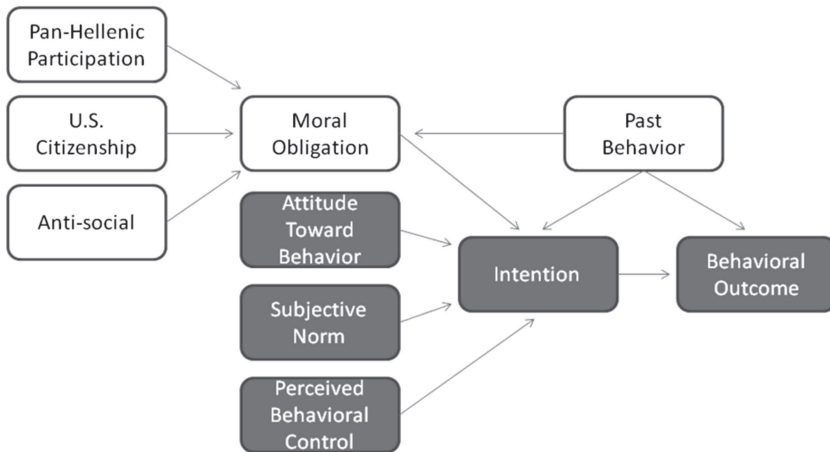 Pan-Hellenic
Participation
U.S.
Citizenship
Anti-social
Moral
Obligation
Past
Behavior
Attitude
Toward
Behavior
Subjective
Norm
Perceived
Behavioral
Control
Intention
Behavioral
Outcome